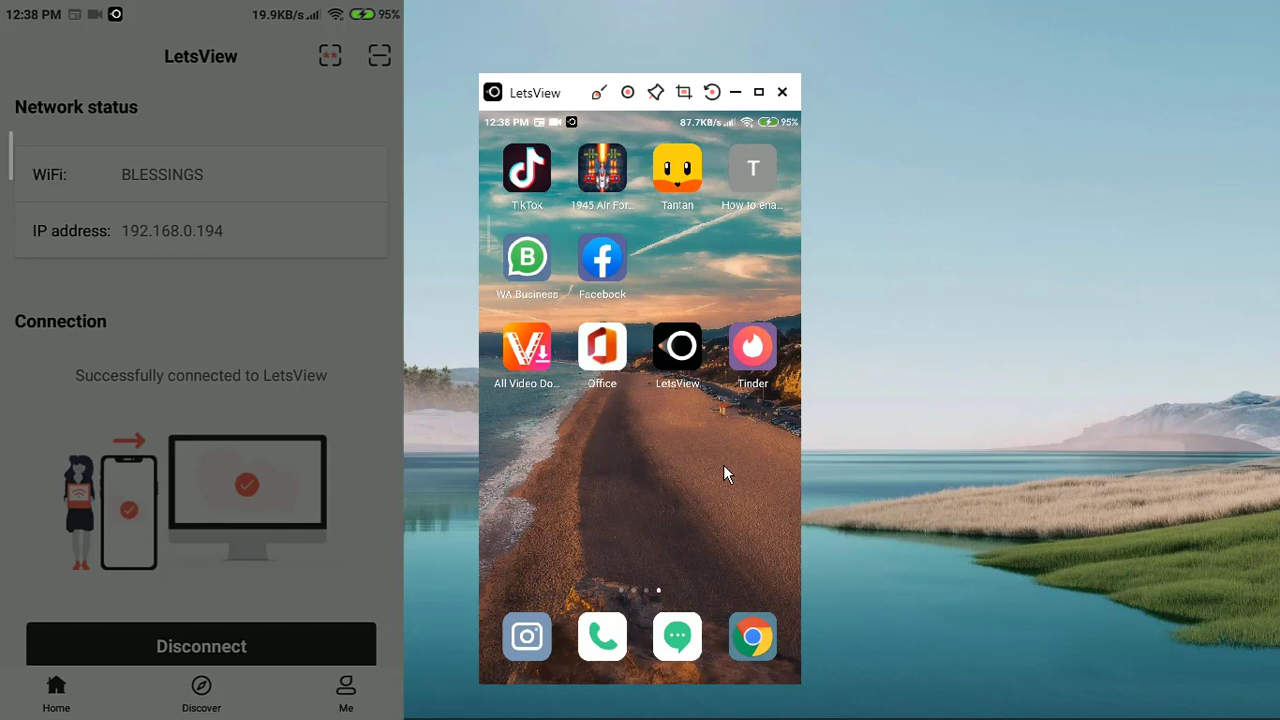 12:38 PM
19.9KB/s
95%
LetsView
Network status
WiFi: BLESSINGS
IP address: 192.168.0.194
Connection
Successfully connected to LetsView
Disconnect
Home
Discover
Me
LetsView
12:38 PM
87.7KB/s
95%
T
TikTok
1945 Air For...
Tantan
How to ena...
B
WA Business
Facebook
All Video Do...
Office
LetsView
Tinder